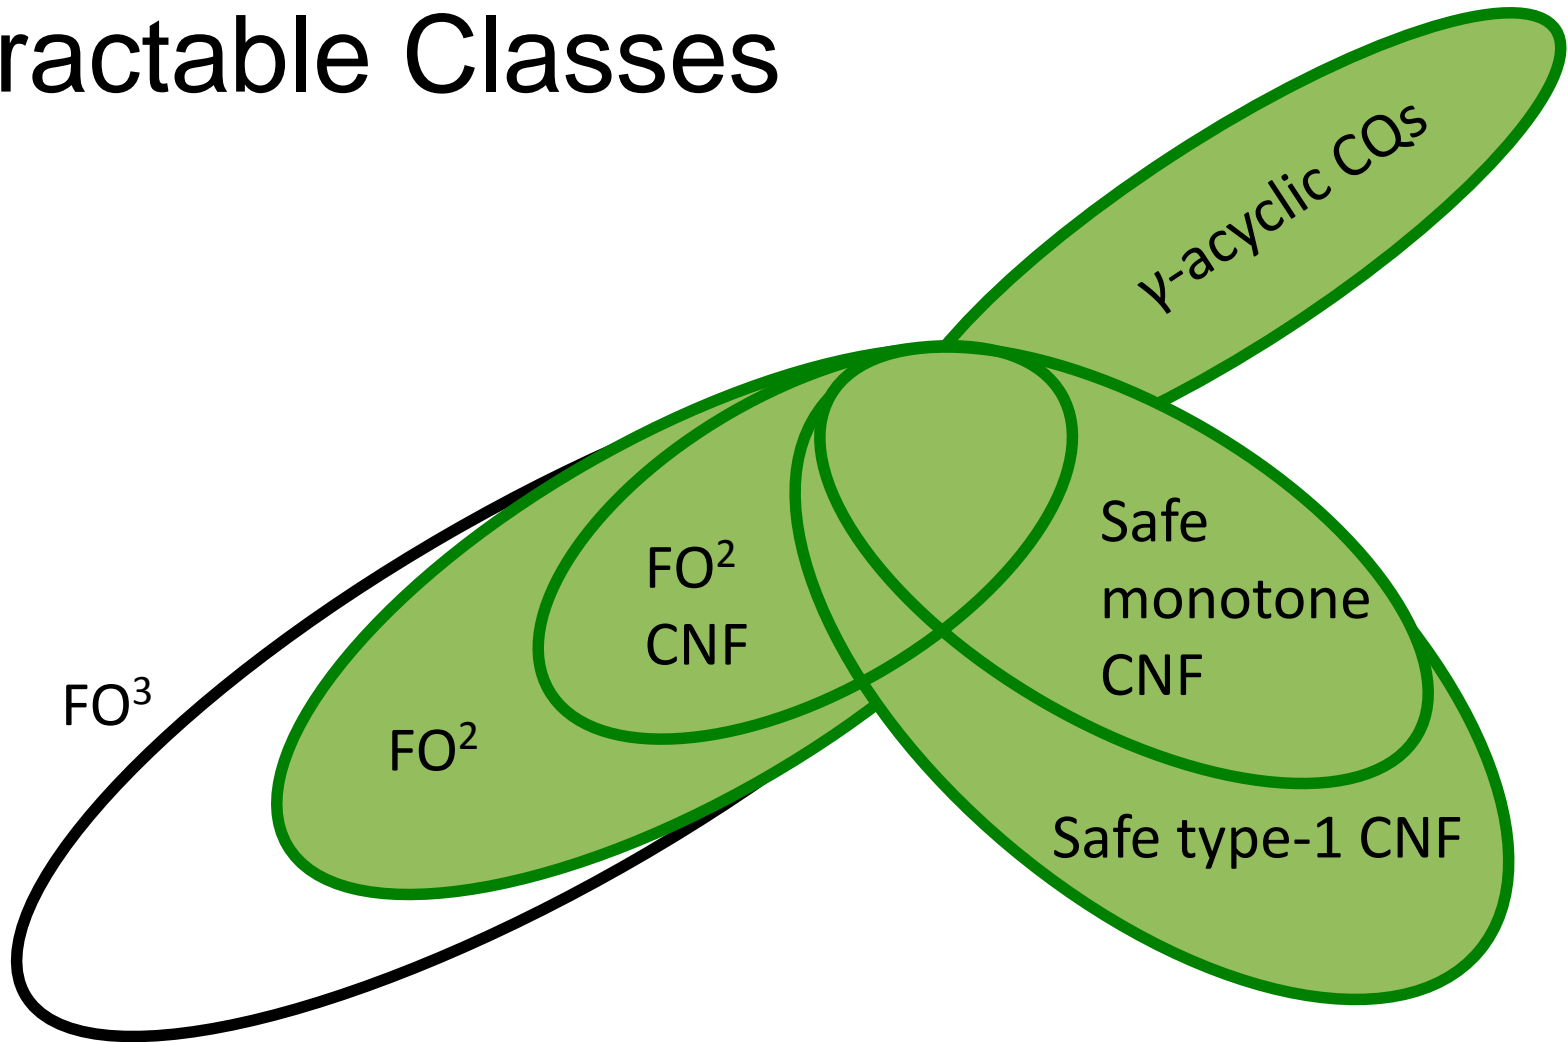 ractable Classes
γ-acyclic CQs
Safe
monotone
CNF
FO²
CNF
FO³
FO²
Safe type-1 CNF